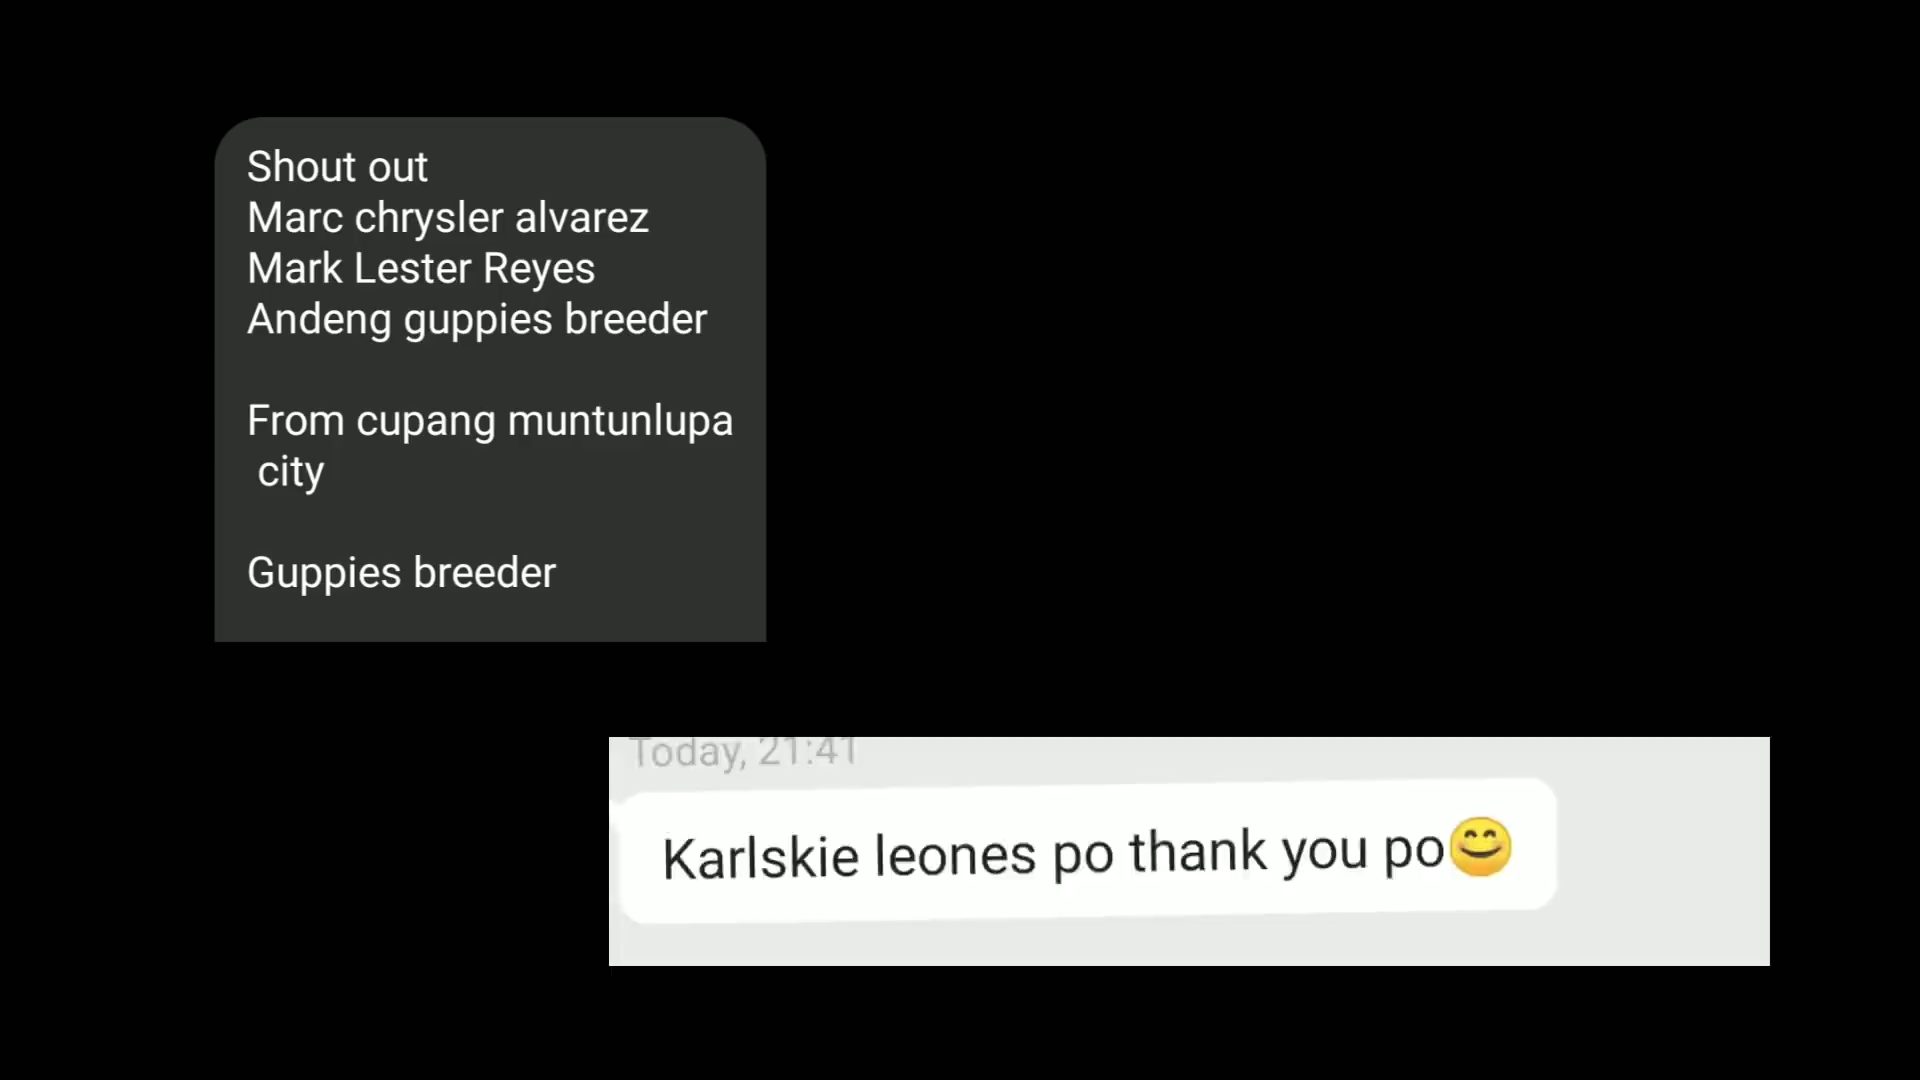 Shout out
Marc chrysler alvarez
Mark Lester Reyes
Andeng guppies breeder
From cupang muntunlupa
city
Guppies breeder
Today, 21:41
Karlskie leones po thank you po😊